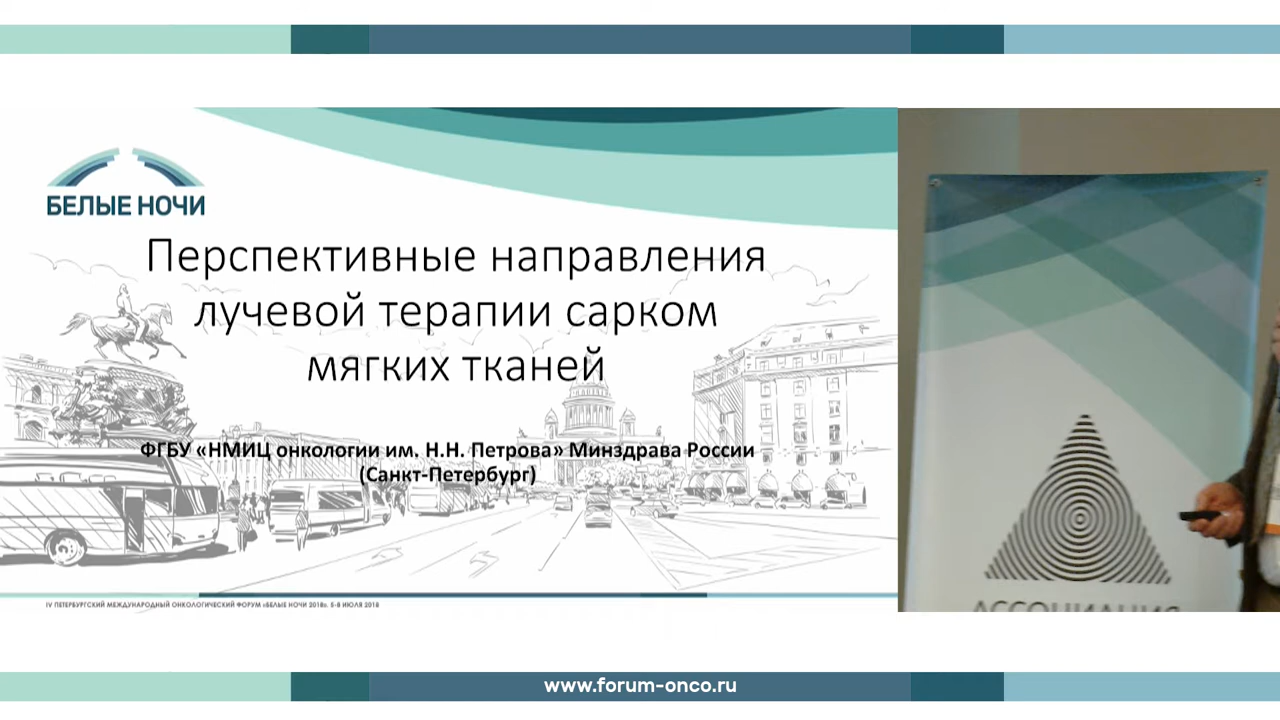 БЕЛЫЕ НОЧИ
Перспективные направления
лучевой терапии сарком
мягких тканей
ФГБУ «НМИЦ онкологии им. Н.Н. Петрова» Минздрава России
(Санкт-Петербург)
IV ПЕТЕРБУРГСКИЙ МЕЖДУНАРОДНЫЙ ОНКОЛОГИЧЕСКИЙ ФОРУМ «БЕЛЫЕ НОЧИ 2018». 5-8 ИЮЛЯ 2018
АССОЦИАЦИЯ
www.forum-onco.ru